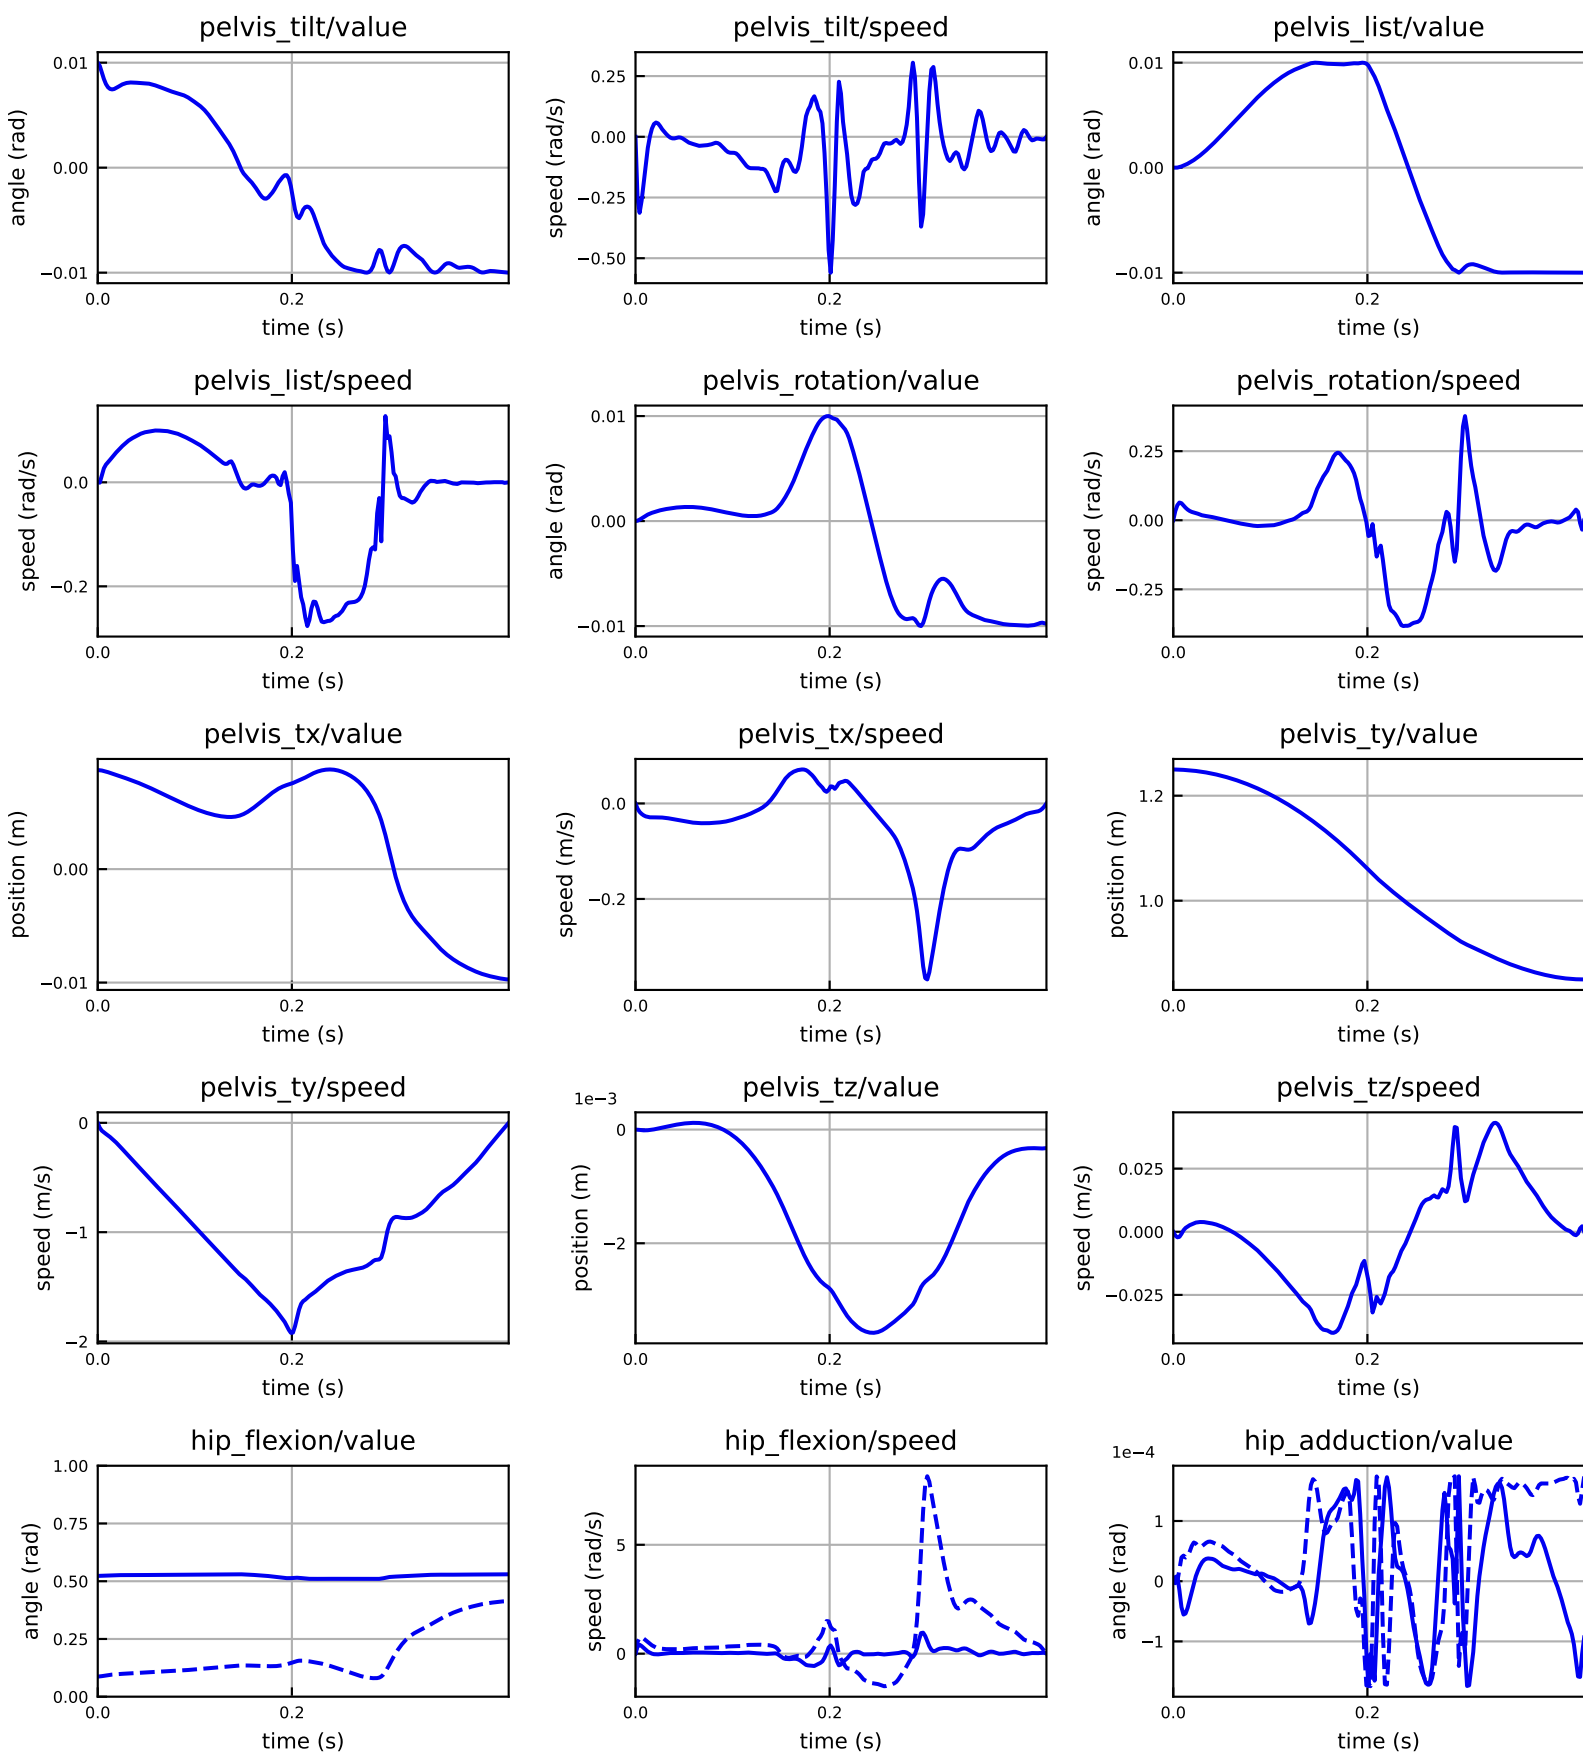 pelvis_tilt/value
pelvis_tilt/speed
pelvis_list/value
angle (rad)
0.01
0.00
−0.01
0.0
0.2
time (s)
speed (rad/s)
0.25
0.00
−0.25
−0.50
0.0
0.2
time (s)
angle (rad)
0.01
0.00
−0.01
0.0
0.2
time (s)
pelvis_list/speed
pelvis_rotation/value
pelvis_rotation/speed
speed (rad/s)
0.0
−0.2
0.0
0.2
time (s)
angle (rad)
0.01
0.00
−0.01
0.0
0.2
time (s)
speed (rad/s)
0.25
0.00
−0.25
0.0
0.2
time (s)
pelvis_tx/value
pelvis_tx/speed
pelvis_ty/value
position (m)
0.00
−0.01
0.0
0.2
time (s)
speed (m/s)
0.0
−0.2
0.0
0.2
time (s)
position (m)
1.2
1.0
0.0
0.2
time (s)
pelvis_ty/speed
pelvis_tz/value
pelvis_tz/speed
speed (m/s)
0
−1
−2
0.0
0.2
time (s)
1e−3
position (m)
0
−2
0.0
0.2
time (s)
speed (m/s)
0.025
0.000
−0.025
0.0
0.2
time (s)
hip_flexion/value
hip_flexion/speed
hip_adduction/value
angle (rad)
1.00
0.75
0.50
0.25
0.00
0.0
0.2
time (s)
speed (rad/s)
5
0
0.0
0.2
time (s)
1e−4
angle (rad)
1
0
−1
0.0
0.2
time (s)